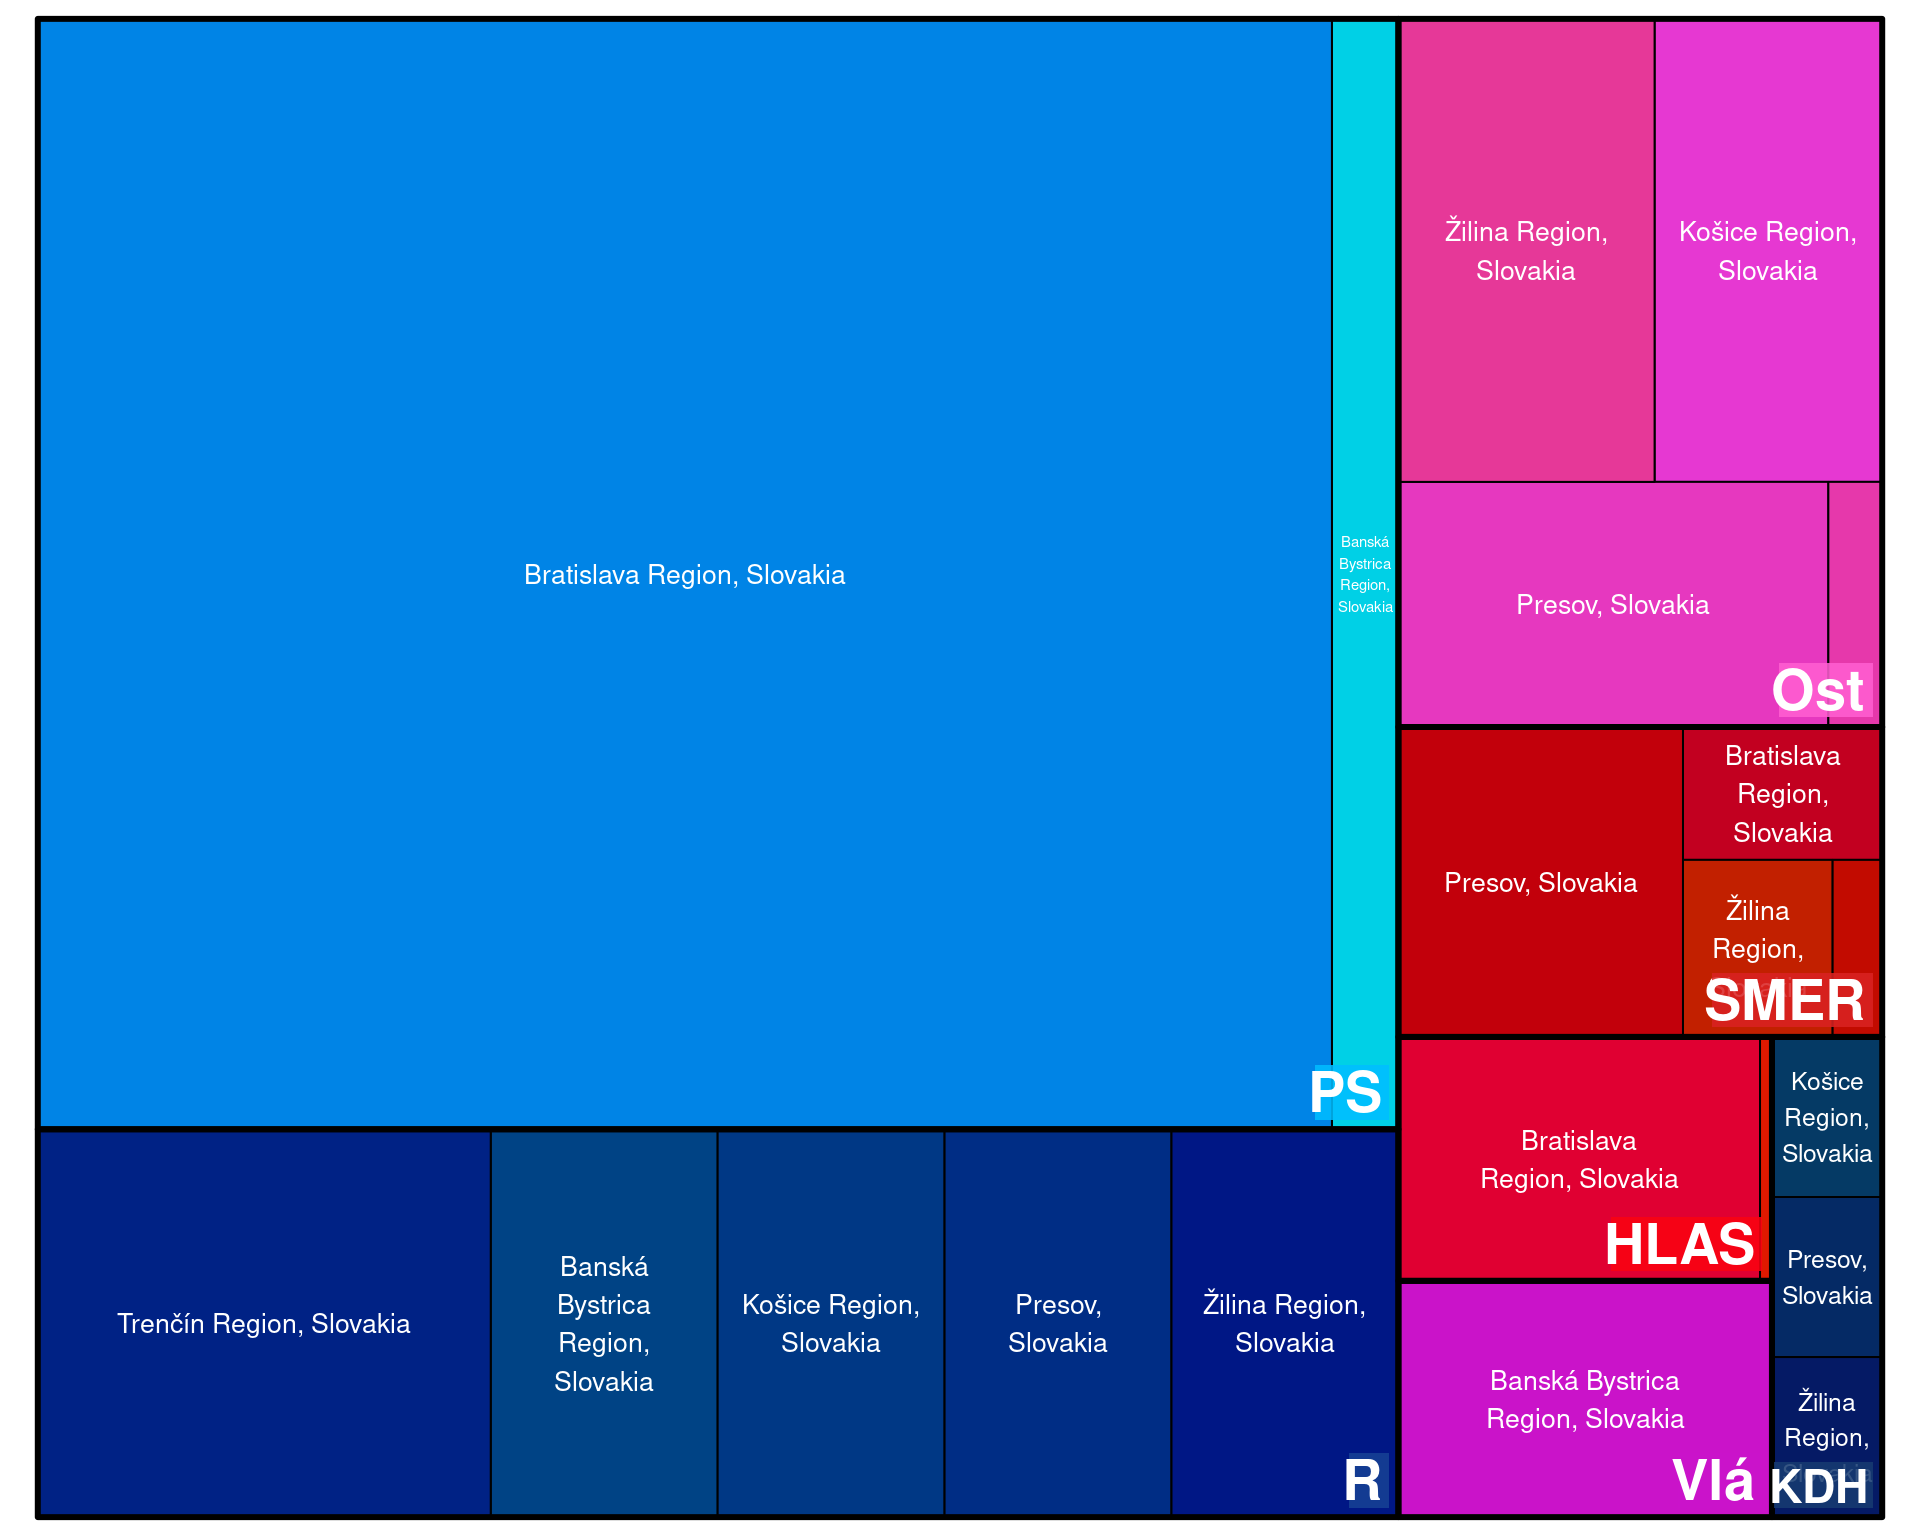 Bratislava Region, Slovakia
Banská
Bystrica
Region,
Slovakia
PS
Trenčín Region, Slovakia
Banská
Bystrica
Region,
Slovakia
Košice Region,
Slovakia
Presov,
Slovakia
Žilina Region,
Slovakia
R
Žilina Region,
Slovakia
Košice Region,
Slovakia
Presov, Slovakia
Ost
Presov, Slovakia
Bratislava
Region,
Slovakia
Žilina
Region,
SMER
Bratislava
Region, Slovakia
HLAS
Banská Bystrica
Region, Slovakia
Vlá
Košice
Region,
Slovakia
Presov,
Slovakia
Žilina
Region,
KDH